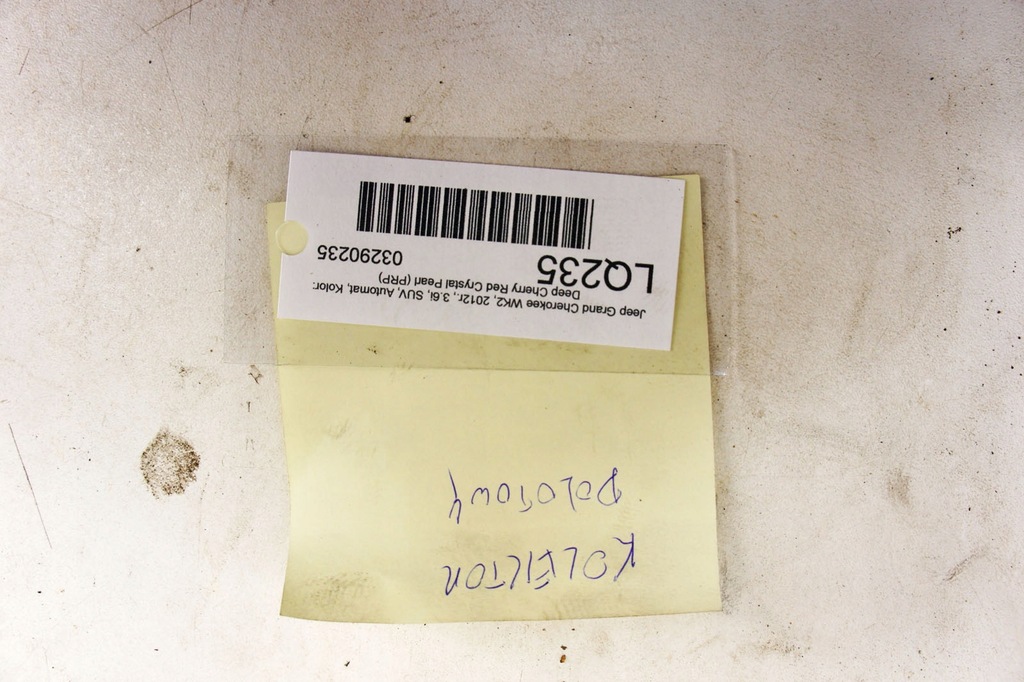 KOLEKTOR
DOLOTOWY
Jeep Grand Cherokee WK2, 2012r., 3.6i, SUV, Automat, Kolor:
Deep Cherry Red Crystal Pearl (PRP)
LQ235 03290235